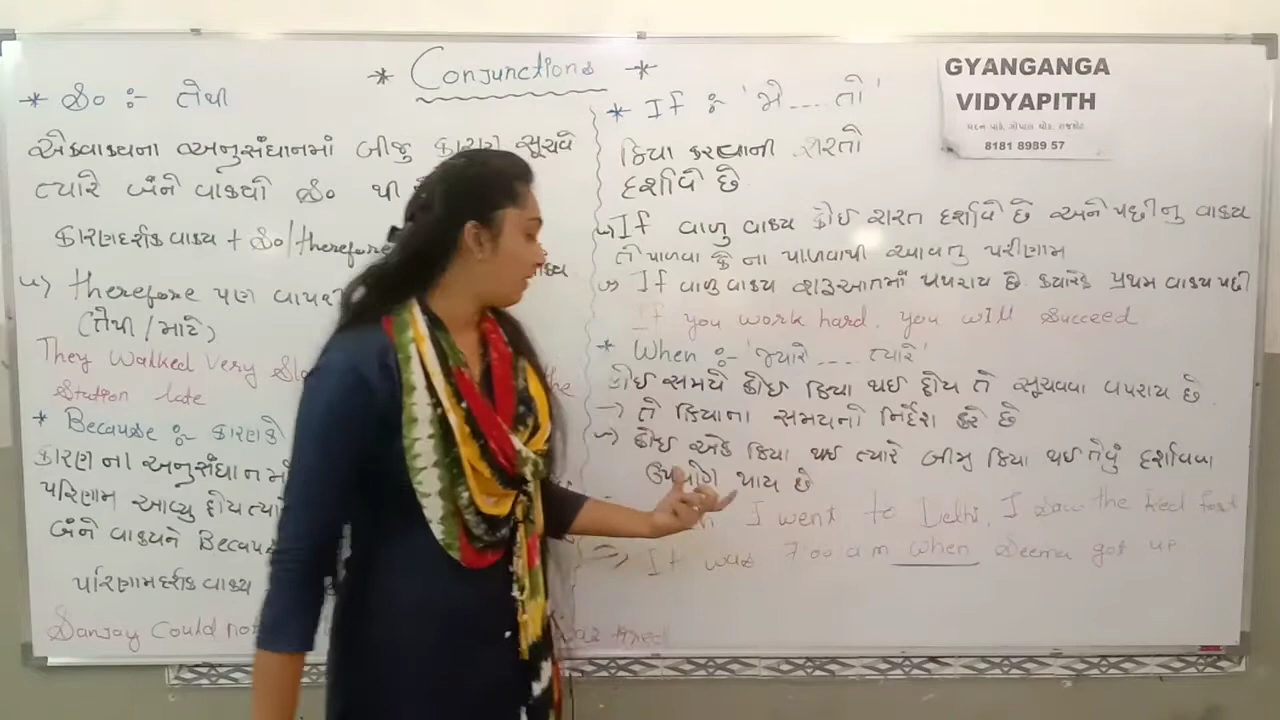 * Conjunctions *
* So :- તેથી
એકવાક્યના અનુસંધાનમાં બીજુ કારણ સૂચવે
ત્યારે બંને વાક્યો So થી
કારણદર્શક વાક્ય + So/therefore
therefore પણ વાપરી
(તેથી/માટે)
They Walked Very Slo the
Station late
* Because :- કારણકે
કારણ ના અનુસંધાનમાં
પરિણામ આવ્યુ હોય ત્યા
બંને વાક્યને Because
પરિણામદર્શક વાક્ય
Sanjay Could not was tired
* If :- 'જો .... તો'
ક્રિયા કરવાની શરતો
દર્શાવે છે
If વાળુ વાક્ય કોઈ શરત દર્શાવે છે અને પછીનુ વાક્ય
તે પાળવા કે ના પાળવાથી આવતુ પરીણામ
If વાળુ વાક્ય શરૂઆતમાં વપરાય છે. ક્યારેક પ્રથમ વાક્ય પછી
If you work hard, you will Succeed
* When :- 'જ્યારે .... ત્યારે'
કોઈ સમયે કોઈ ક્રિયા થઈ હોય તે સૂચવવા વપરાય છે.
→ તે ક્રિયાના સમયનો નિર્દેશ કરે છે
કોઈ એક ક્રિયા થઈ ત્યારે બીજી ક્રિયા થઈ તેવું દર્શાવવા
ઉપયોગ થાય છે
I went to Delhi, I Saw the Red fort
=> It was 7:00 am when Seema got up
GYANGANGA
VIDYAPITH
8181 8989 57